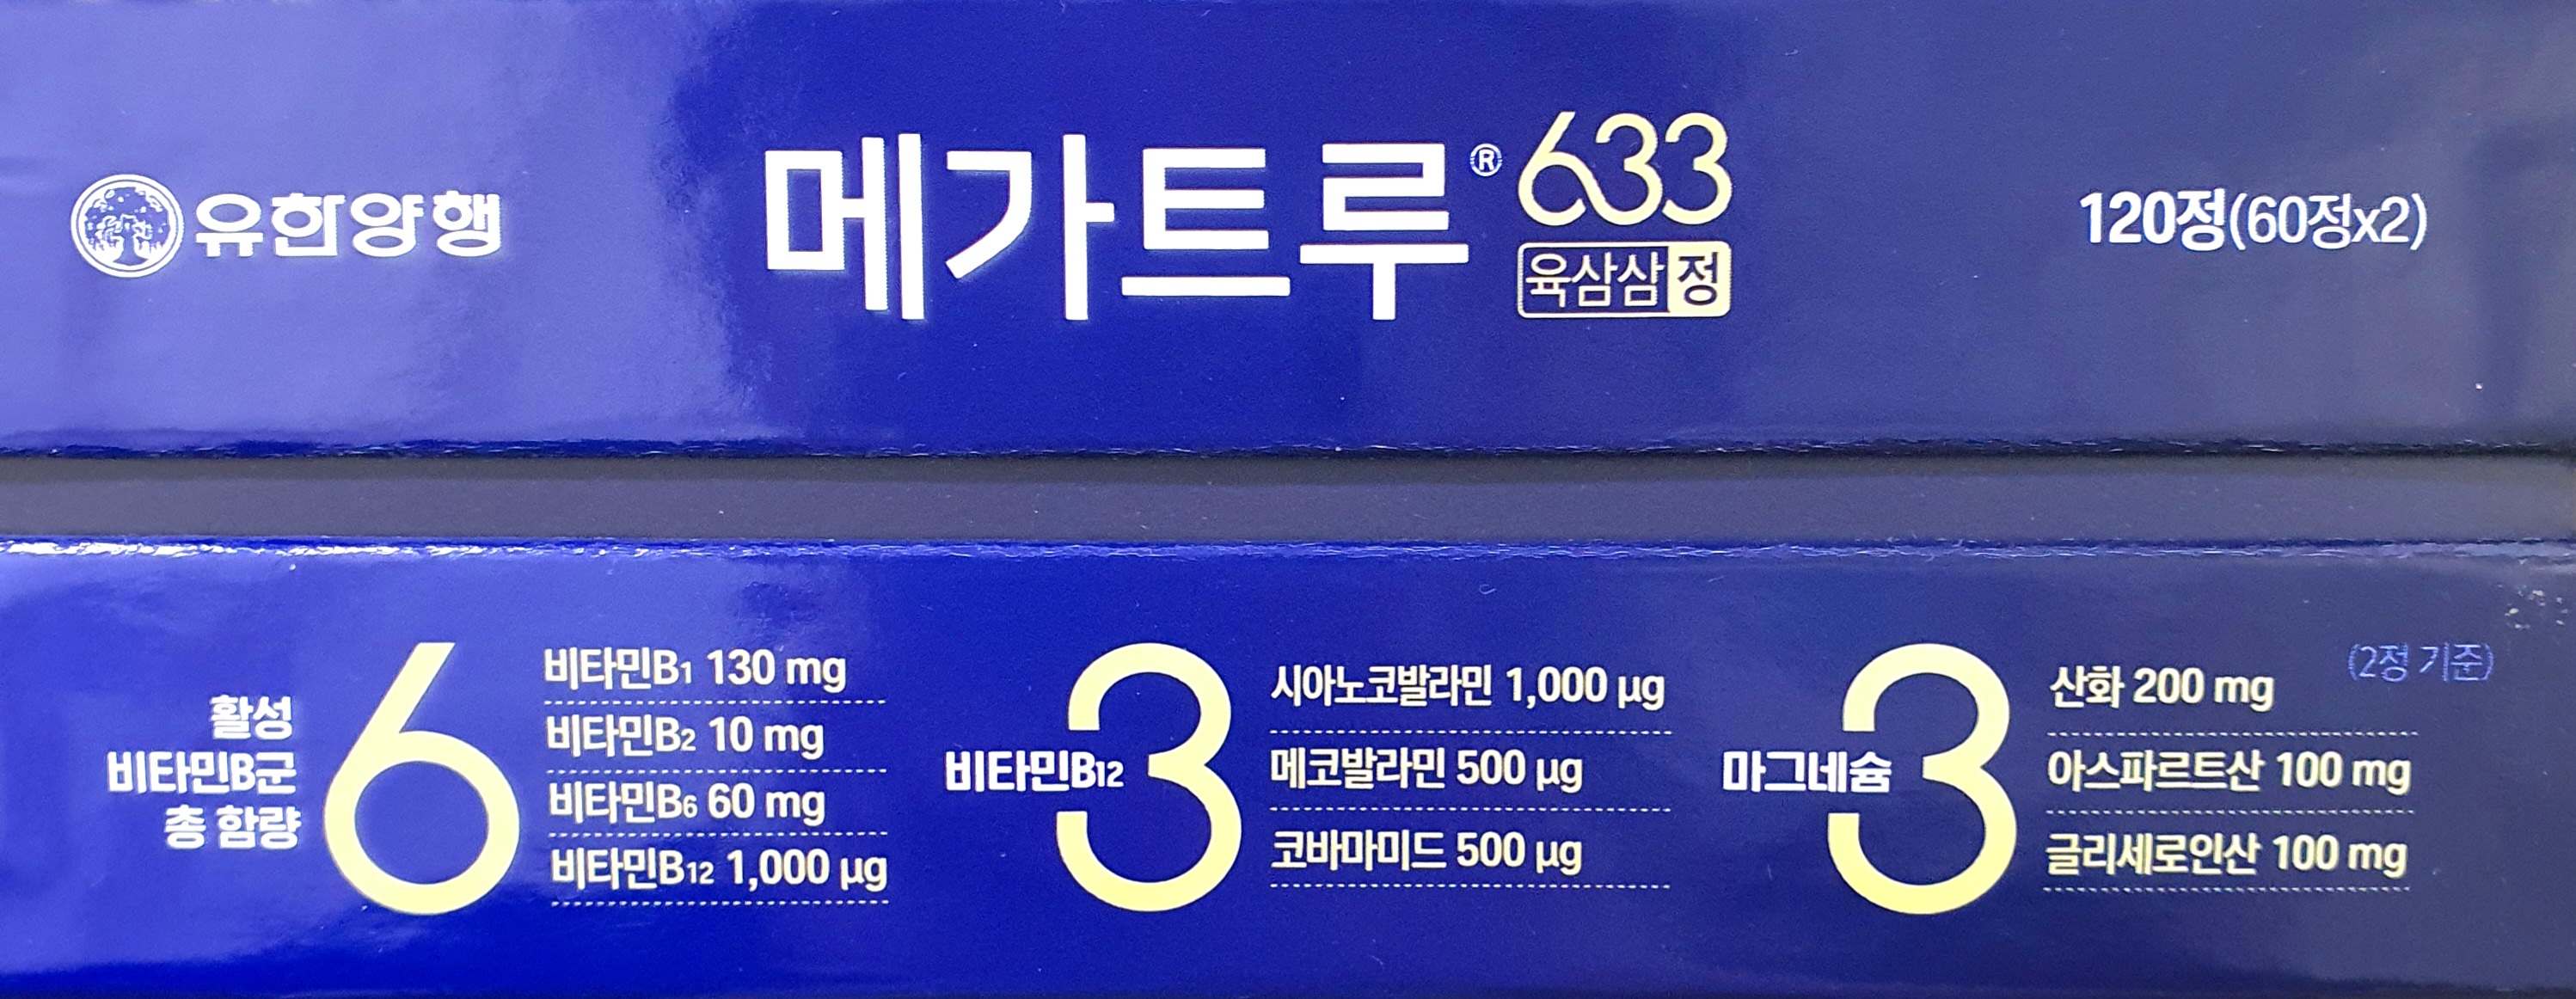 유한양행
메가트루® 633
육삼삼정
120정(60정x2)
활성
비타민B군
총 함량
6
비타민B1 130 mg
비타민B2 10 mg
비타민B6 60 mg
비타민B12 1,000 µg
비타민B12
3
시아노코발라민 1,000 µg
메코발라민 500 µg
코바마미드 500 µg
마그네슘
3
(2정 기준)
산화 200 mg
아스파르트산 100 mg
글리세로인산 100 mg